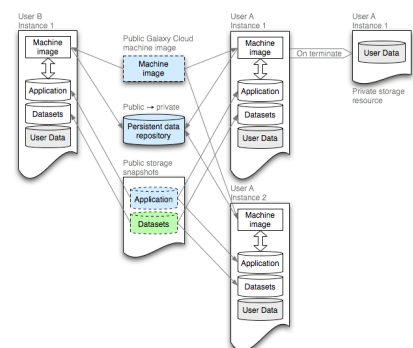 User B
Instance 1
Machine
image
Application
Datasets
User Data
Public Galaxy Cloud
machine image
Machine
image
Public → private
Persistent data
repository
Public storage
snapshots
Application
Datasets
User A
Instance 1
Machine
image
Application
Datasets
User Data
On terminate
User A
Instance 1
User Data
Private storage
resource
User A
Instance 2
Machine
image
Application
Datasets
User Data